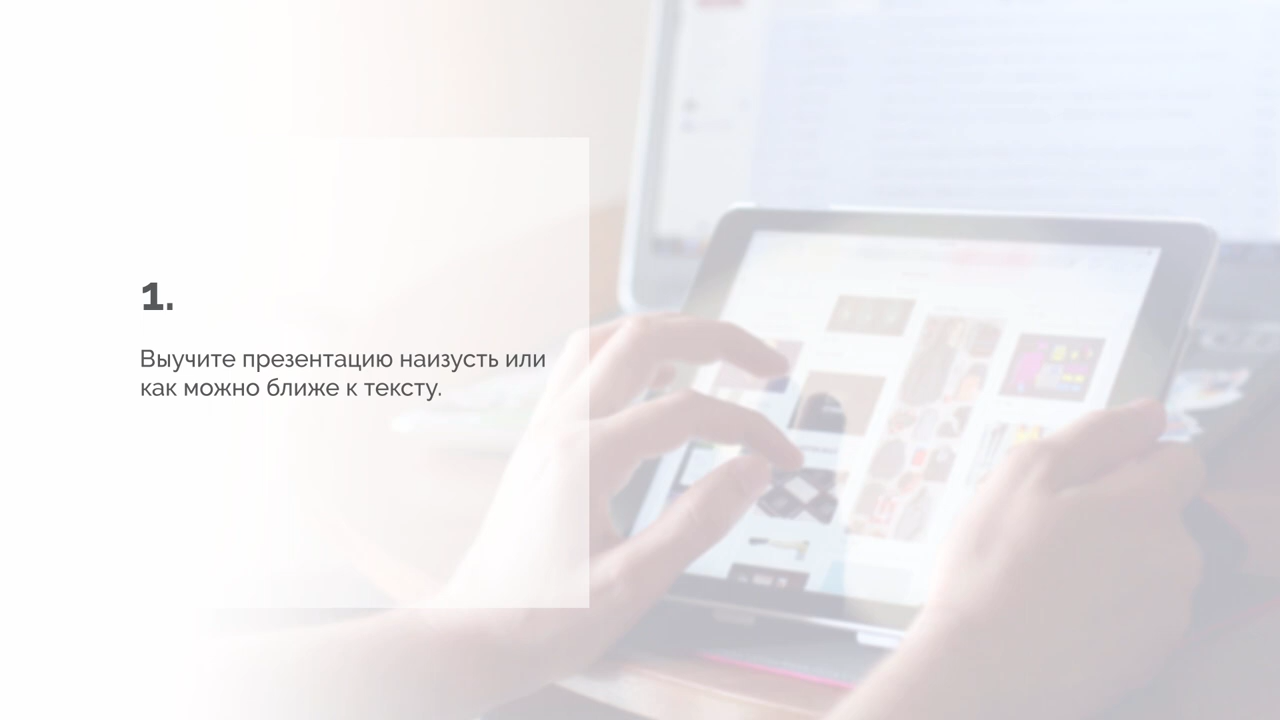 1.
Выучите презентацию наизусть или
как можно ближе к тексту.